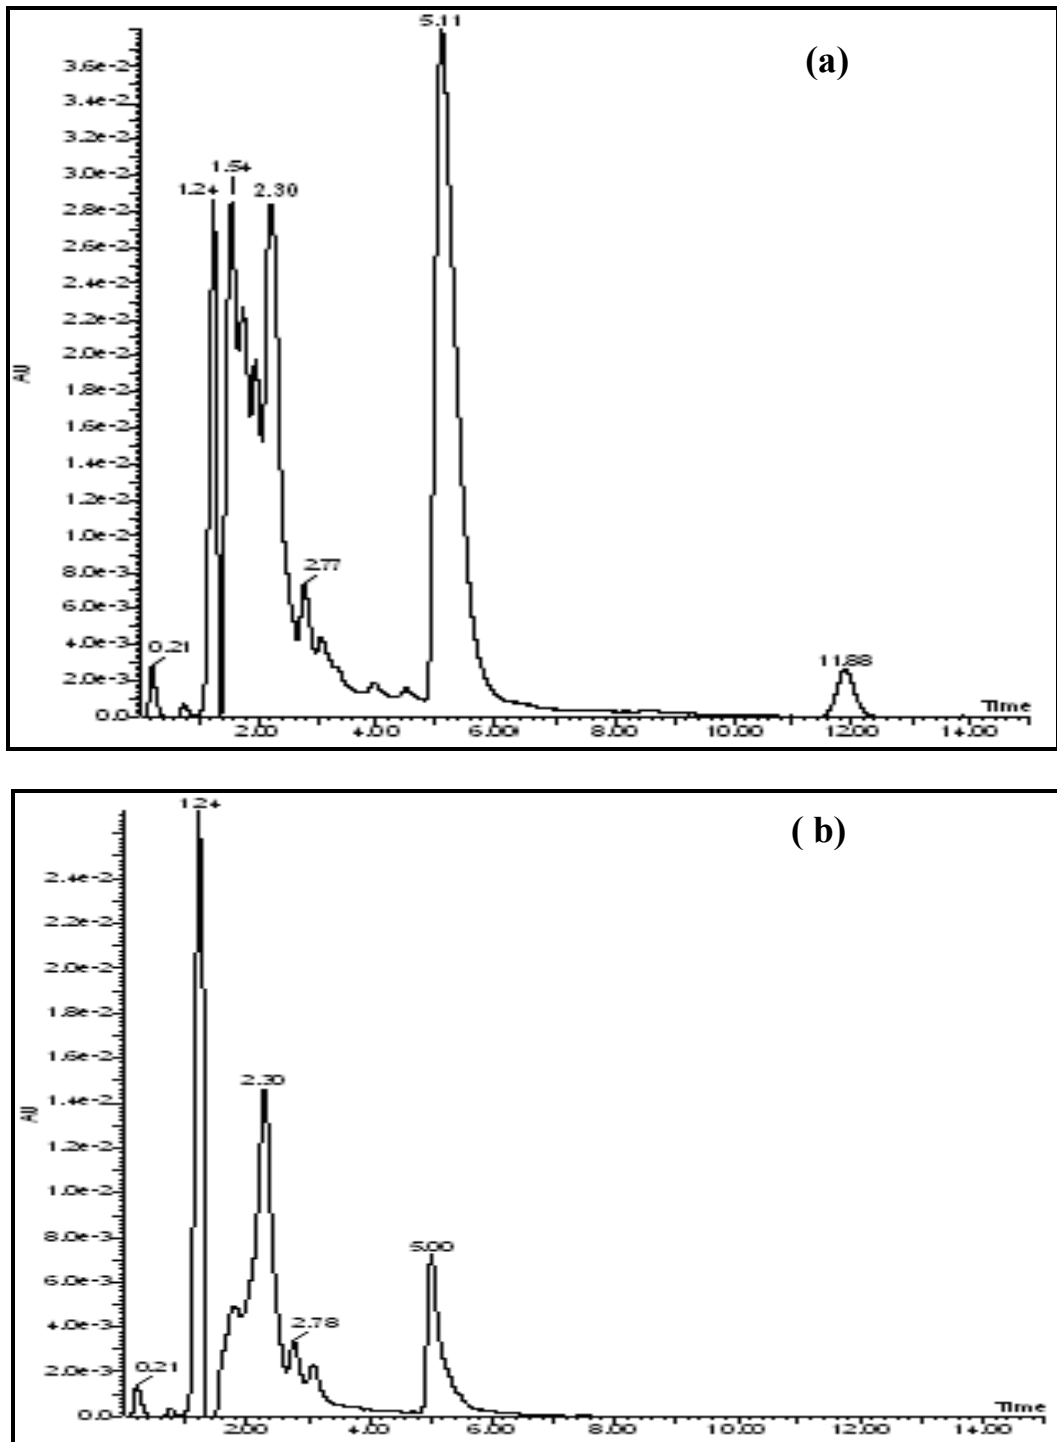 5.11
(a)
3.6e-2
3.4e-2
3.2e-2
3.0e-2
1.54
1.24
2.30
2.8e-2
2.6e-2
2.4e-2
2.2e-2
2.0e-2
AU
1.8e-2
1.6e-2
1.4e-2
1.2e-2
1.0e-2
8.0e-3
2.77
6.0e-3
4.0e-3
0.21
11.88
2.0e-3
Time
0.0
2.00 4.00 6.00 8.00 10.00 12.00 14.00
1.24
( b)
2.4e-2
2.2e-2
2.0e-2
1.8e-2
1.6e-2
2.30
1.4e-2
AU
1.2e-2
1.0e-2
8.0e-3
5.00
6.0e-3
4.0e-3
2.78
2.0e-3
0.21
Time
0.0
2.00 4.00 6.00 8.00 10.00 12.00 14.00